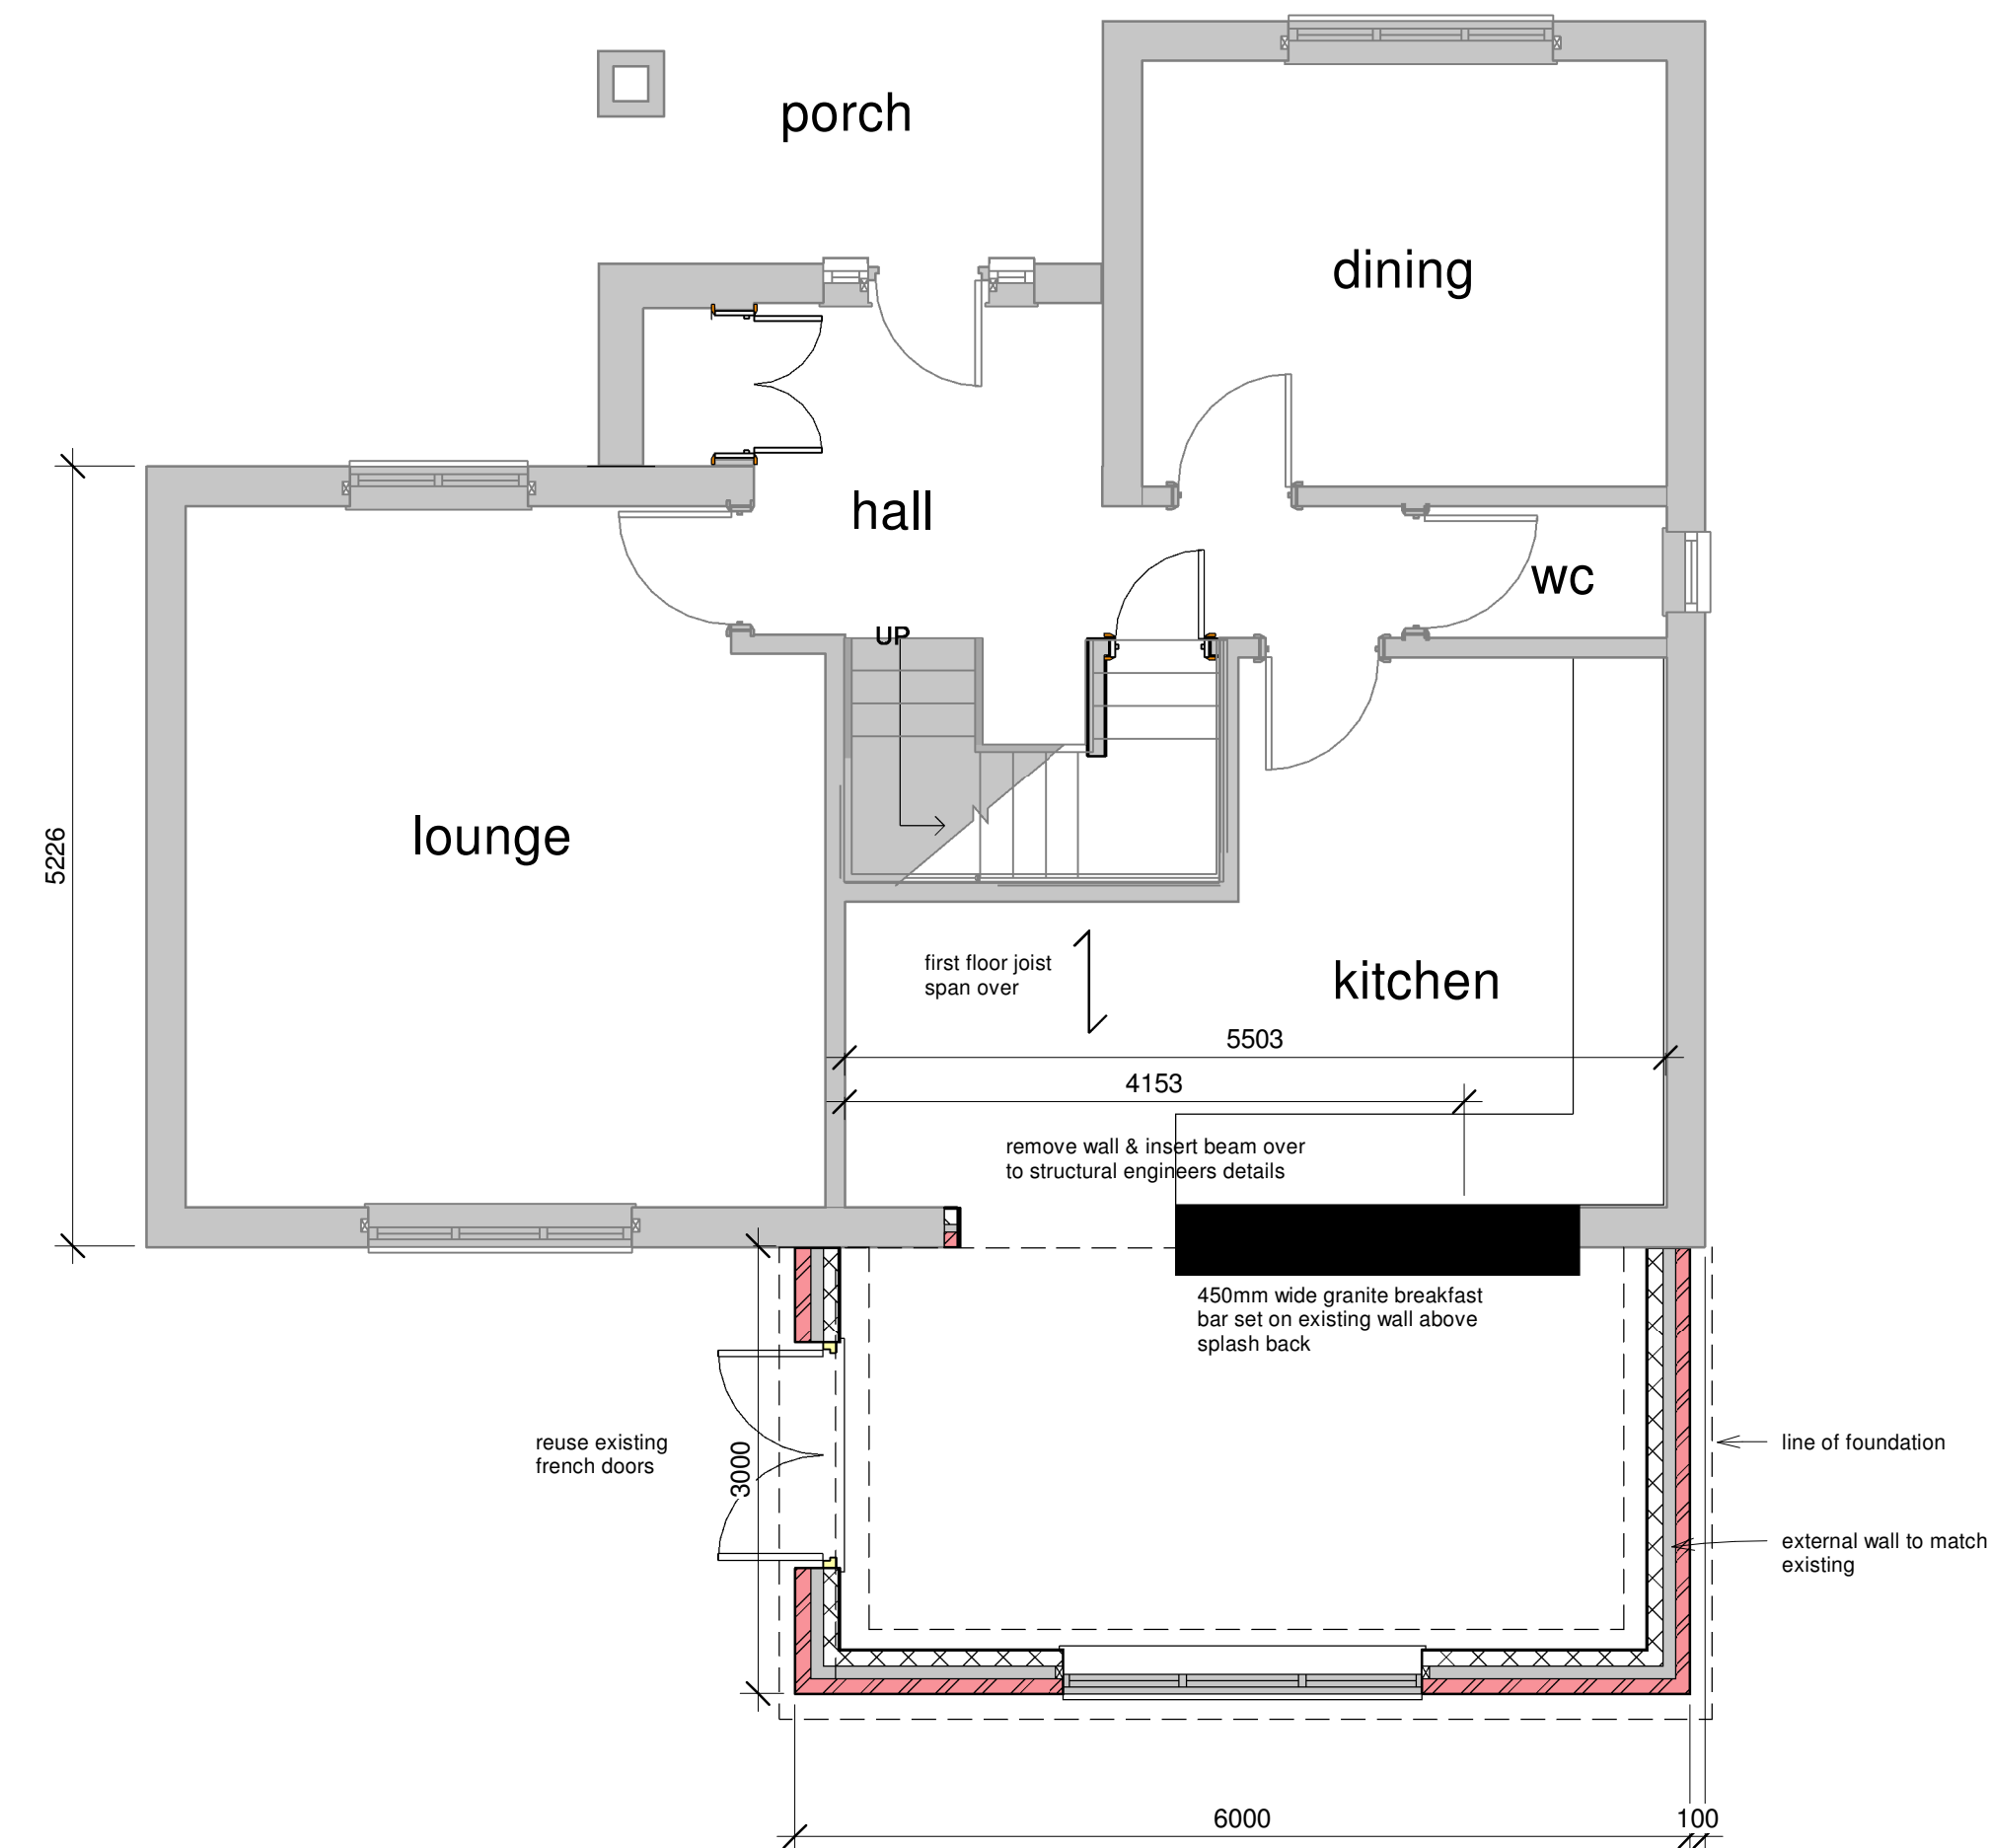 porch
dining
hall
wc
UP
lounge
5226
first floor joist
span over
kitchen
5503
4153
remove wall & insert beam over
to structural engineers details
450mm wide granite breakfast
bar set on existing wall above
splash back
reuse existing
french doors
3000
line of foundation
external wall to match
existing
6000
100